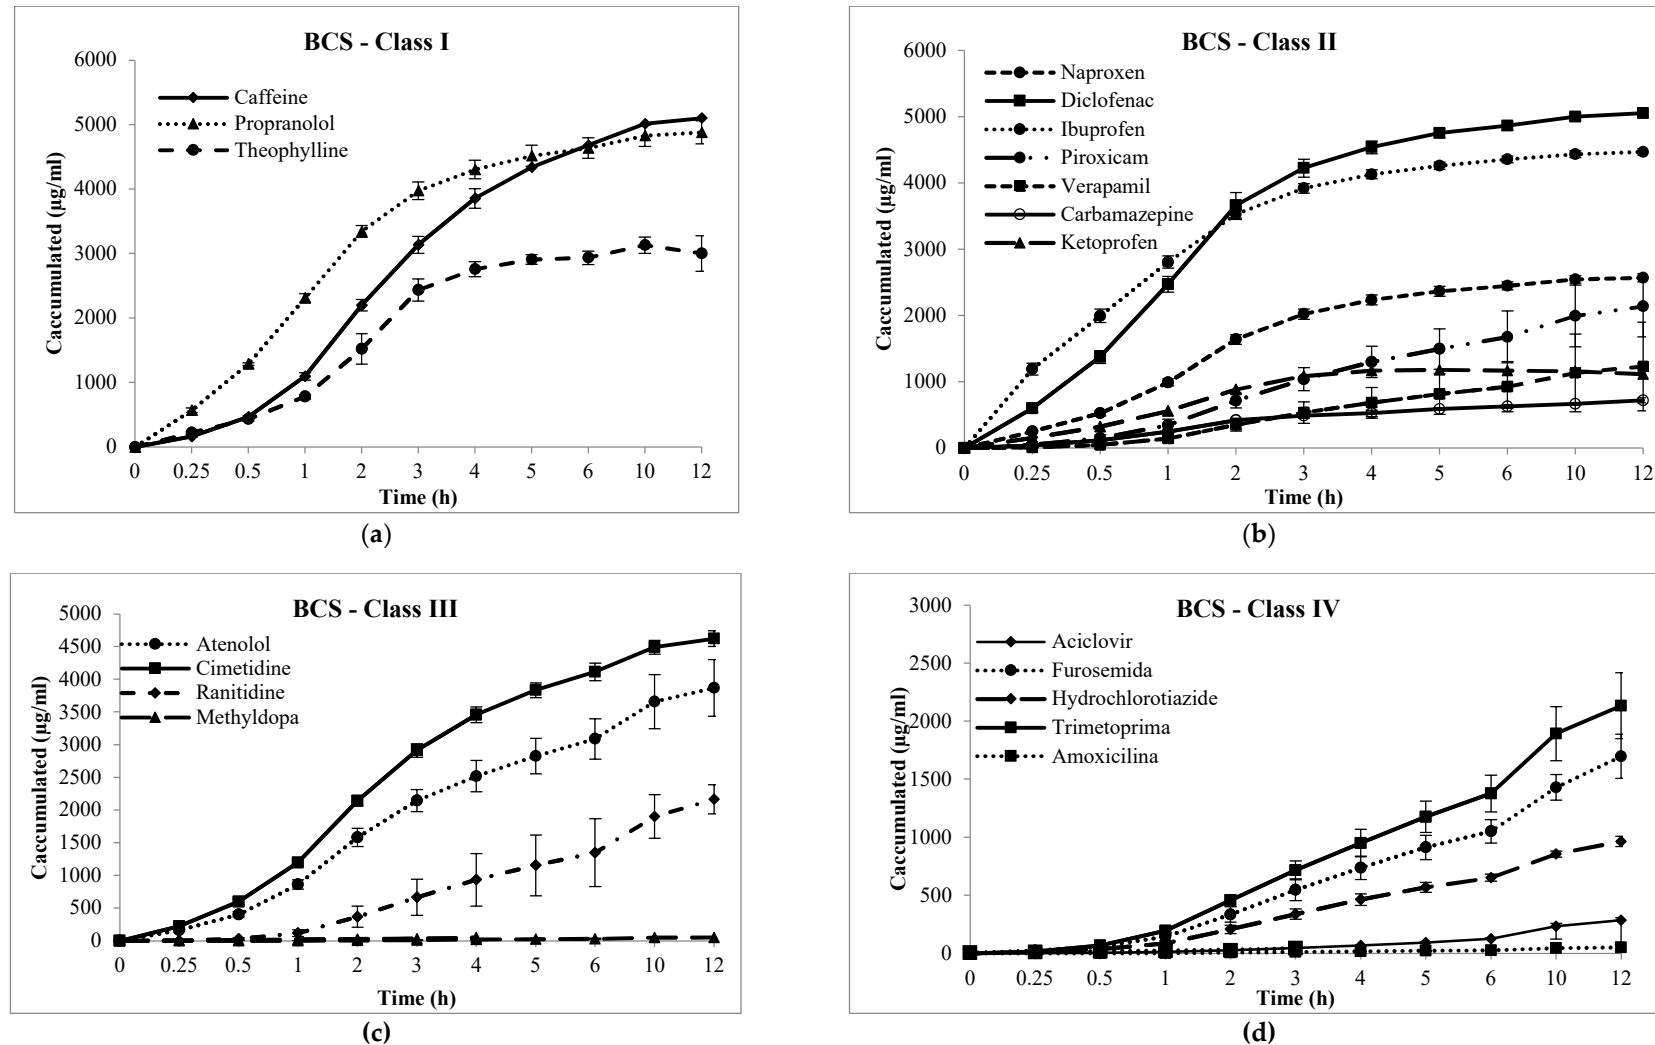 BCS - Class I
6000
5000
4000
3000
2000
1000
0
Caccumulated (µg/ml)
Caffeine
Propranolol
Theophylline
0 0.25 0.5 1 2 3 4 5 6 10 12
Time (h)
(a)
BCS - Class II
6000
5000
4000
3000
2000
1000
0
Caccumulated (µg/ml)
Naproxen
Diclofenac
Ibuprofen
Piroxicam
Verapamil
Carbamazepine
Ketoprofen
0 0.25 0.5 1 2 3 4 5 6 10 12
Time (h)
(b)
BCS - Class III
5000
4500
4000
3500
3000
2500
2000
1500
1000
500
0
Caccumulated (µg/ml)
Atenolol
Cimetidine
Ranitidine
Methyldopa
0 0.25 0.5 1 2 3 4 5 6 10 12
Time (h)
(c)
BCS - Class IV
3000
2500
2000
1500
1000
500
0
Caccumulated (µg/ml)
Aciclovir
Furosemida
Hydrochlorotiazide
Trimetoprima
Amoxicilina
0 0.25 0.5 1 2 3 4 5 6 10 12
Time (h)
(d)